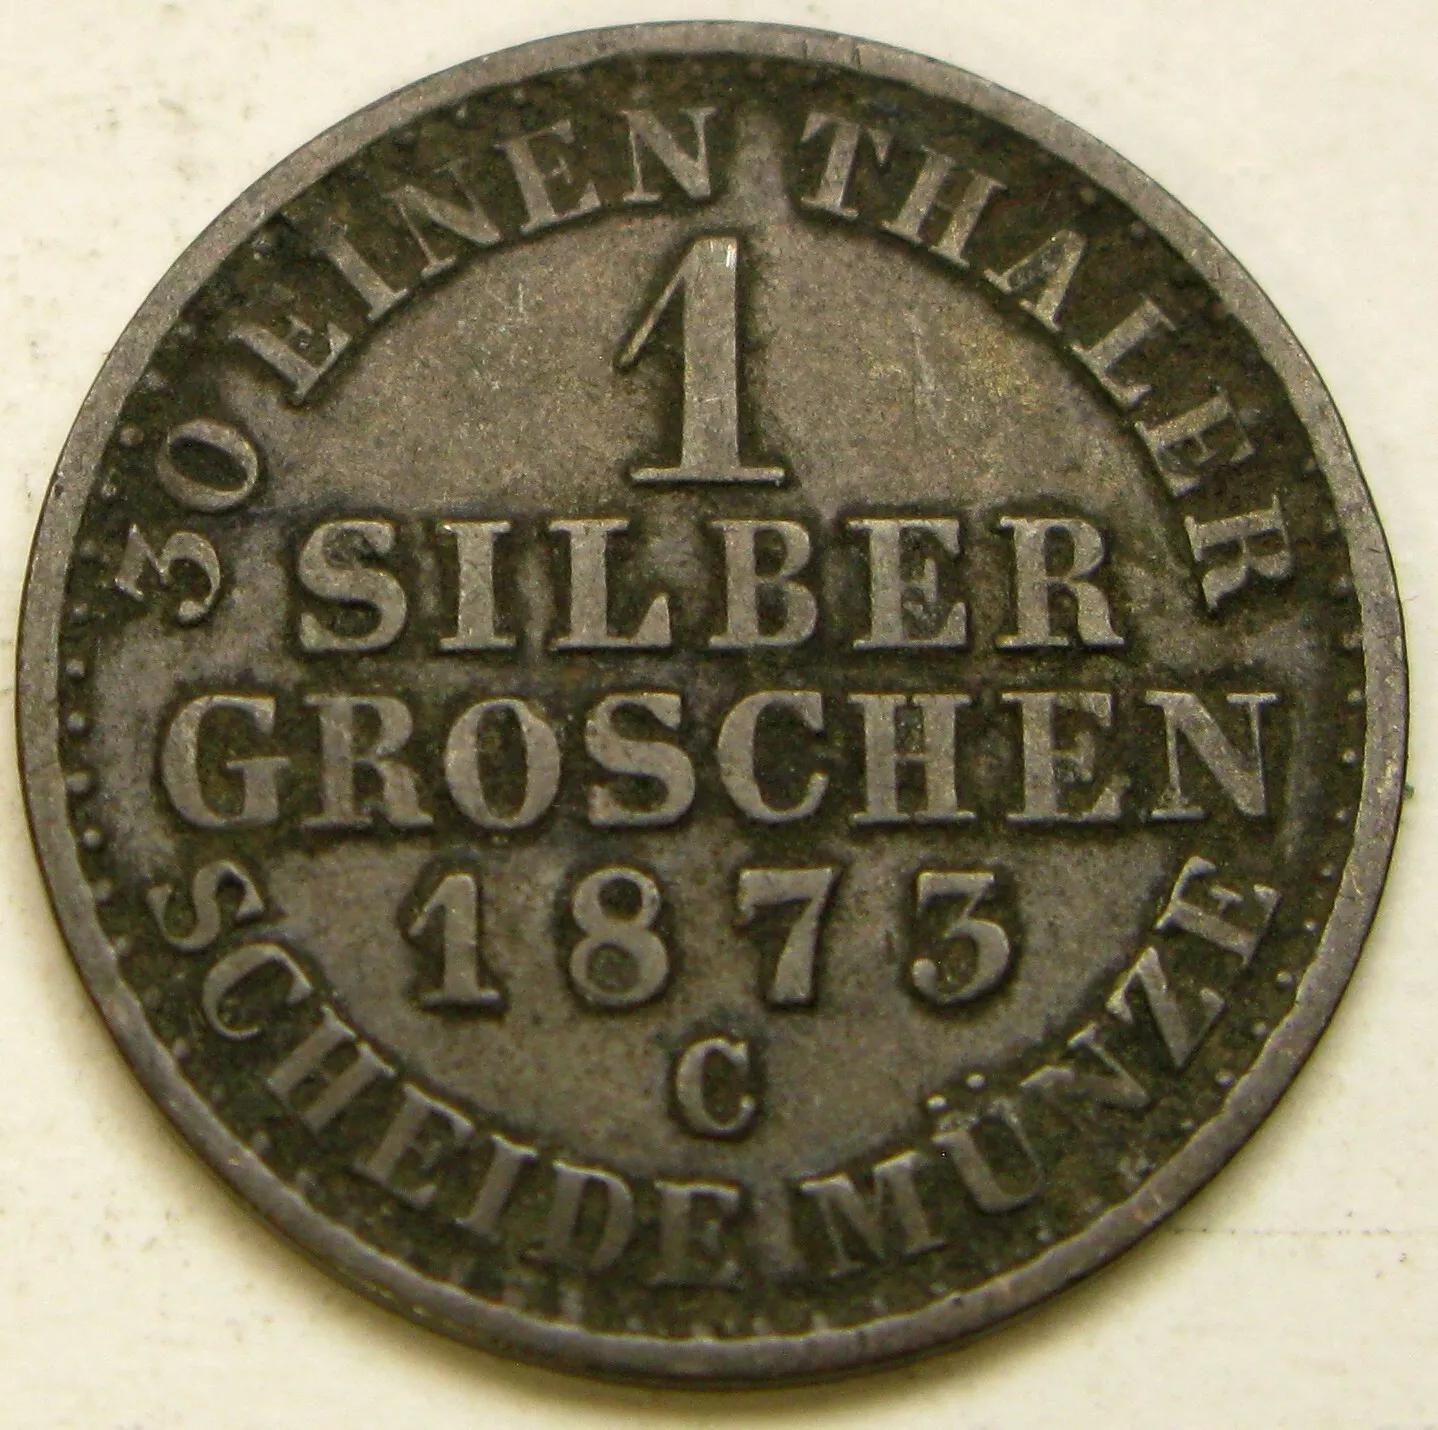 30 EINEN THALER
1
SILBER
GROSCHEN
1873
C
SCHEIDEMÜNZE